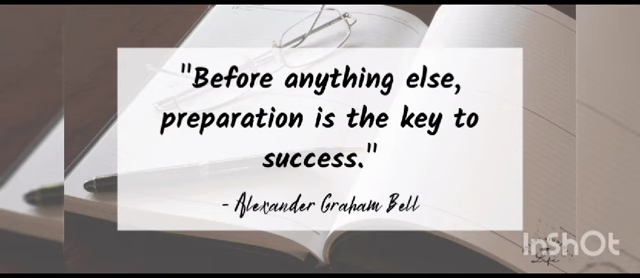 "Before anything else,
preparation is the key to
success."
- Alexander Graham Bell
InShOt